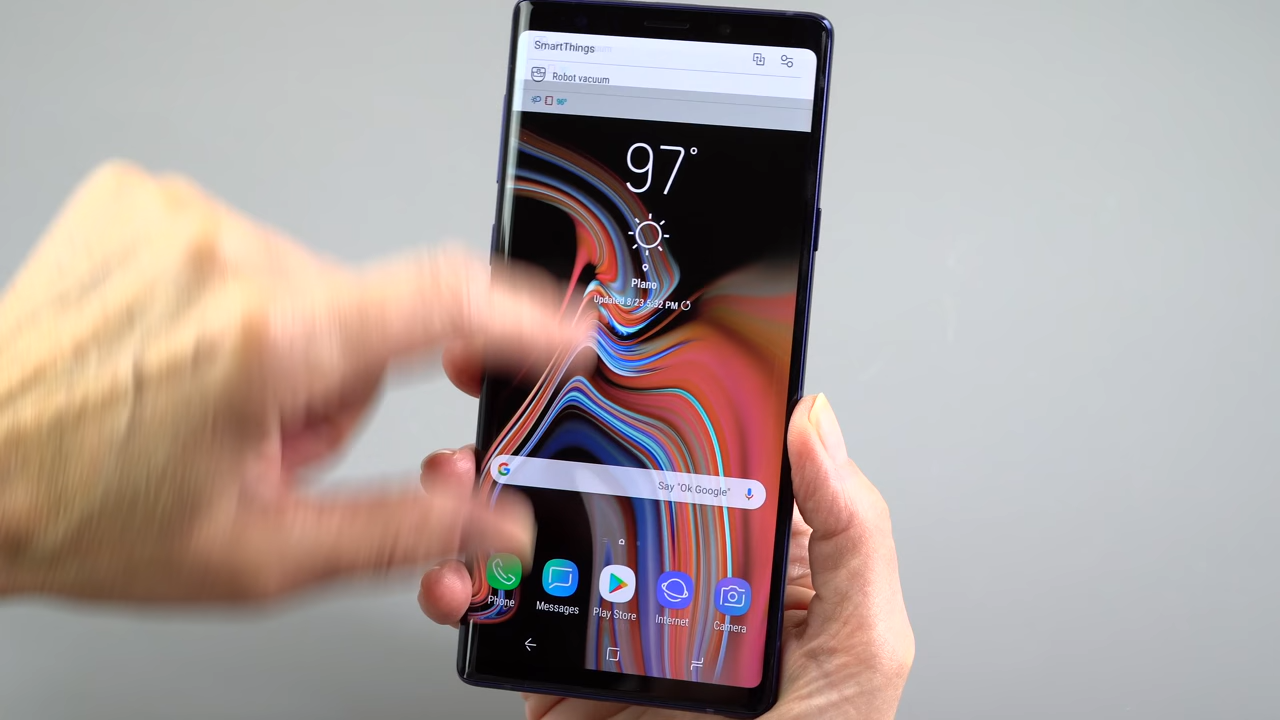 SmartThings
Robot vacuum
96°
97°
Plano
Updated 8/23 5:32 PM
Say "Ok Google"
Phone
Messages
Play Store
Internet
Camera